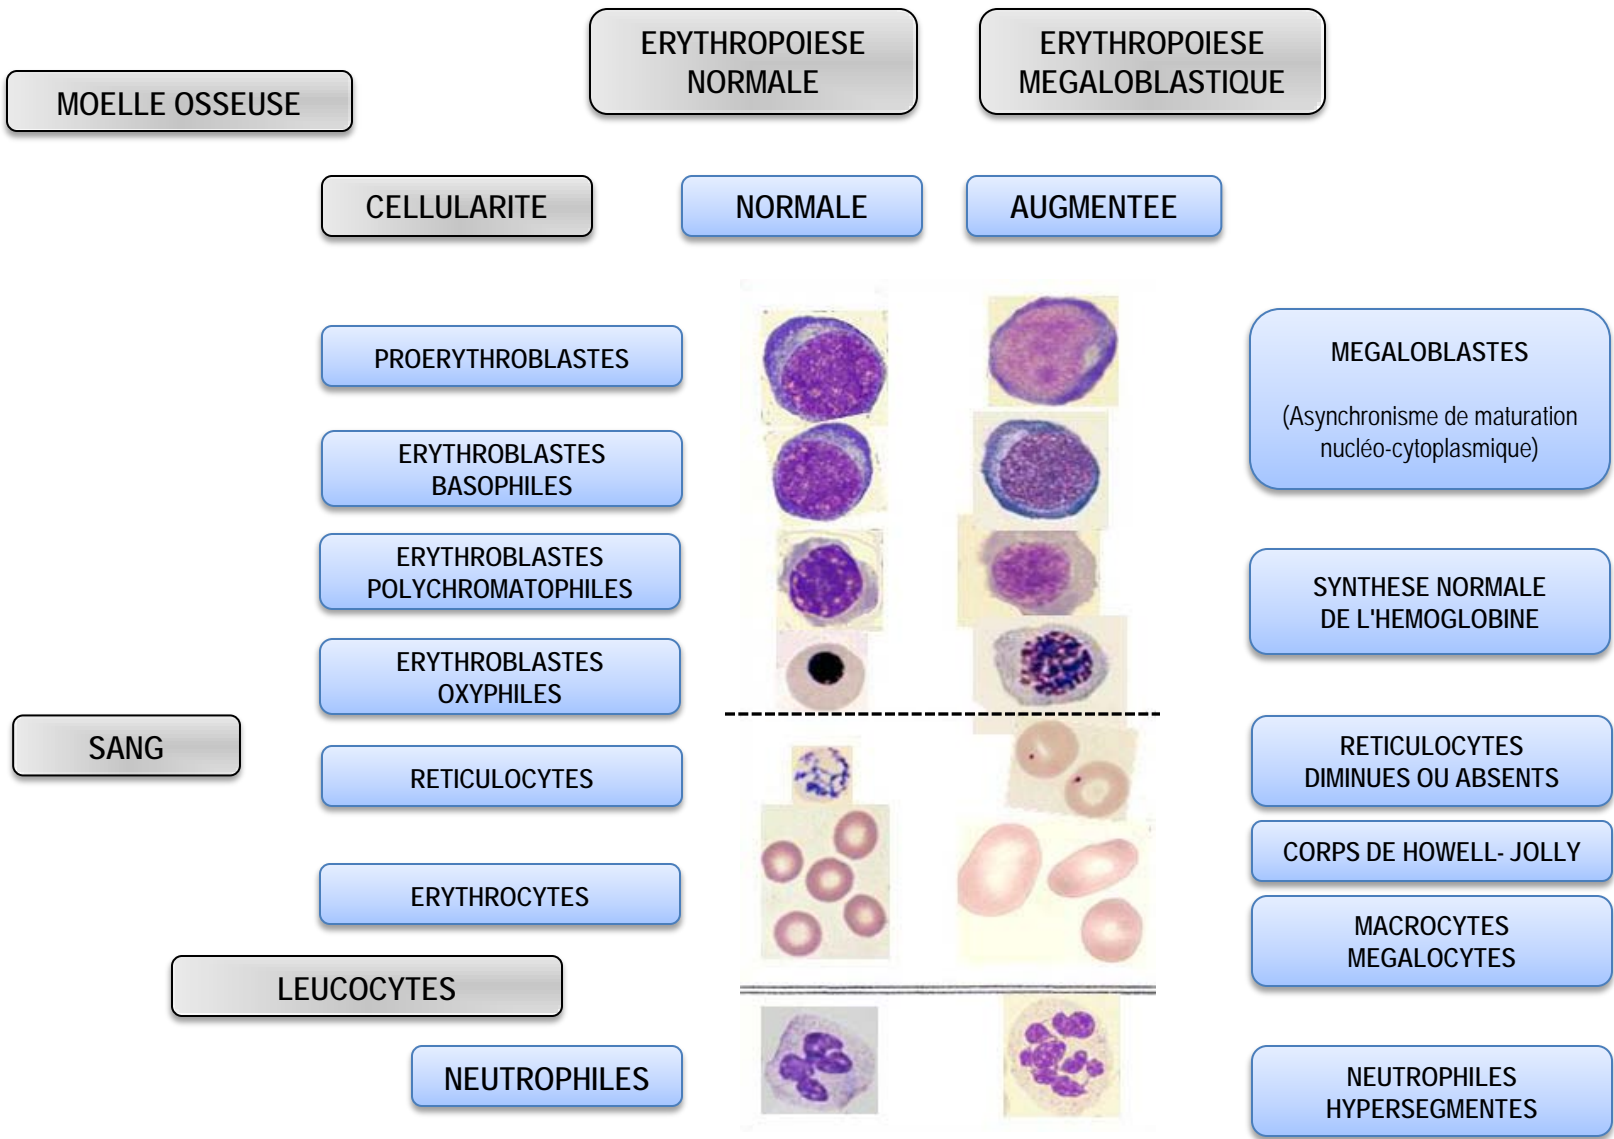 ERYTHROPOIESE
NORMALE
ERYTHROPOIESE
MEGALOBLASTIQUE
MOELLE OSSEUSE
CELLULARITE
NORMALE
AUGMENTEE
PROERYTHROBLASTES
MEGALOBLASTES
(Asynchronisme de maturation
nucléo-cytoplasmique)
ERYTHROBLASTES
BASOPHILES
ERYTHROBLASTES
POLYCHROMATOPHILES
SYNTHESE NORMALE
DE L'HEMOGLOBINE
ERYTHROBLASTES
OXYPHILES
SANG
RETICULOCYTES
RETICULOCYTES
DIMINUES OU ABSENTS
CORPS DE HOWELL- JOLLY
ERYTHROCYTES
MACROCYTES
MEGALOCYTES
LEUCOCYTES
NEUTROPHILES
NEUTROPHILES
HYPERSEGMENTES